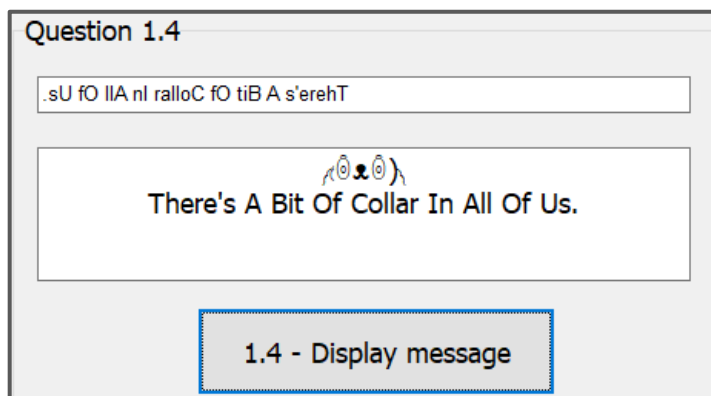 Question 1.4
.sU fO llA nI ralloC fO tiB A s'erehT
There's A Bit Of Collar In All Of Us.
1.4 - Display message